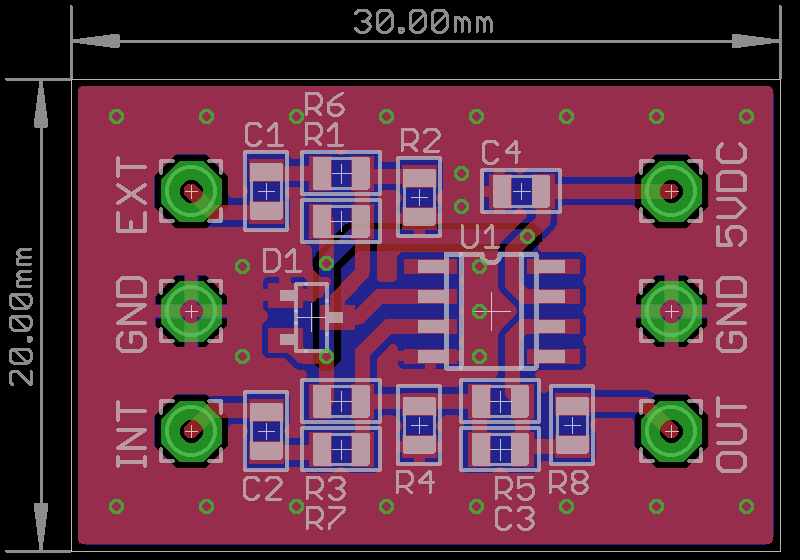 30.00mm
R6
C1 R1 R2 C4
EXT
5VDC
U1
D1
20.00mm
GND
GND
INT
OUT
C2 R3 R4 R5 R8
R7 C3